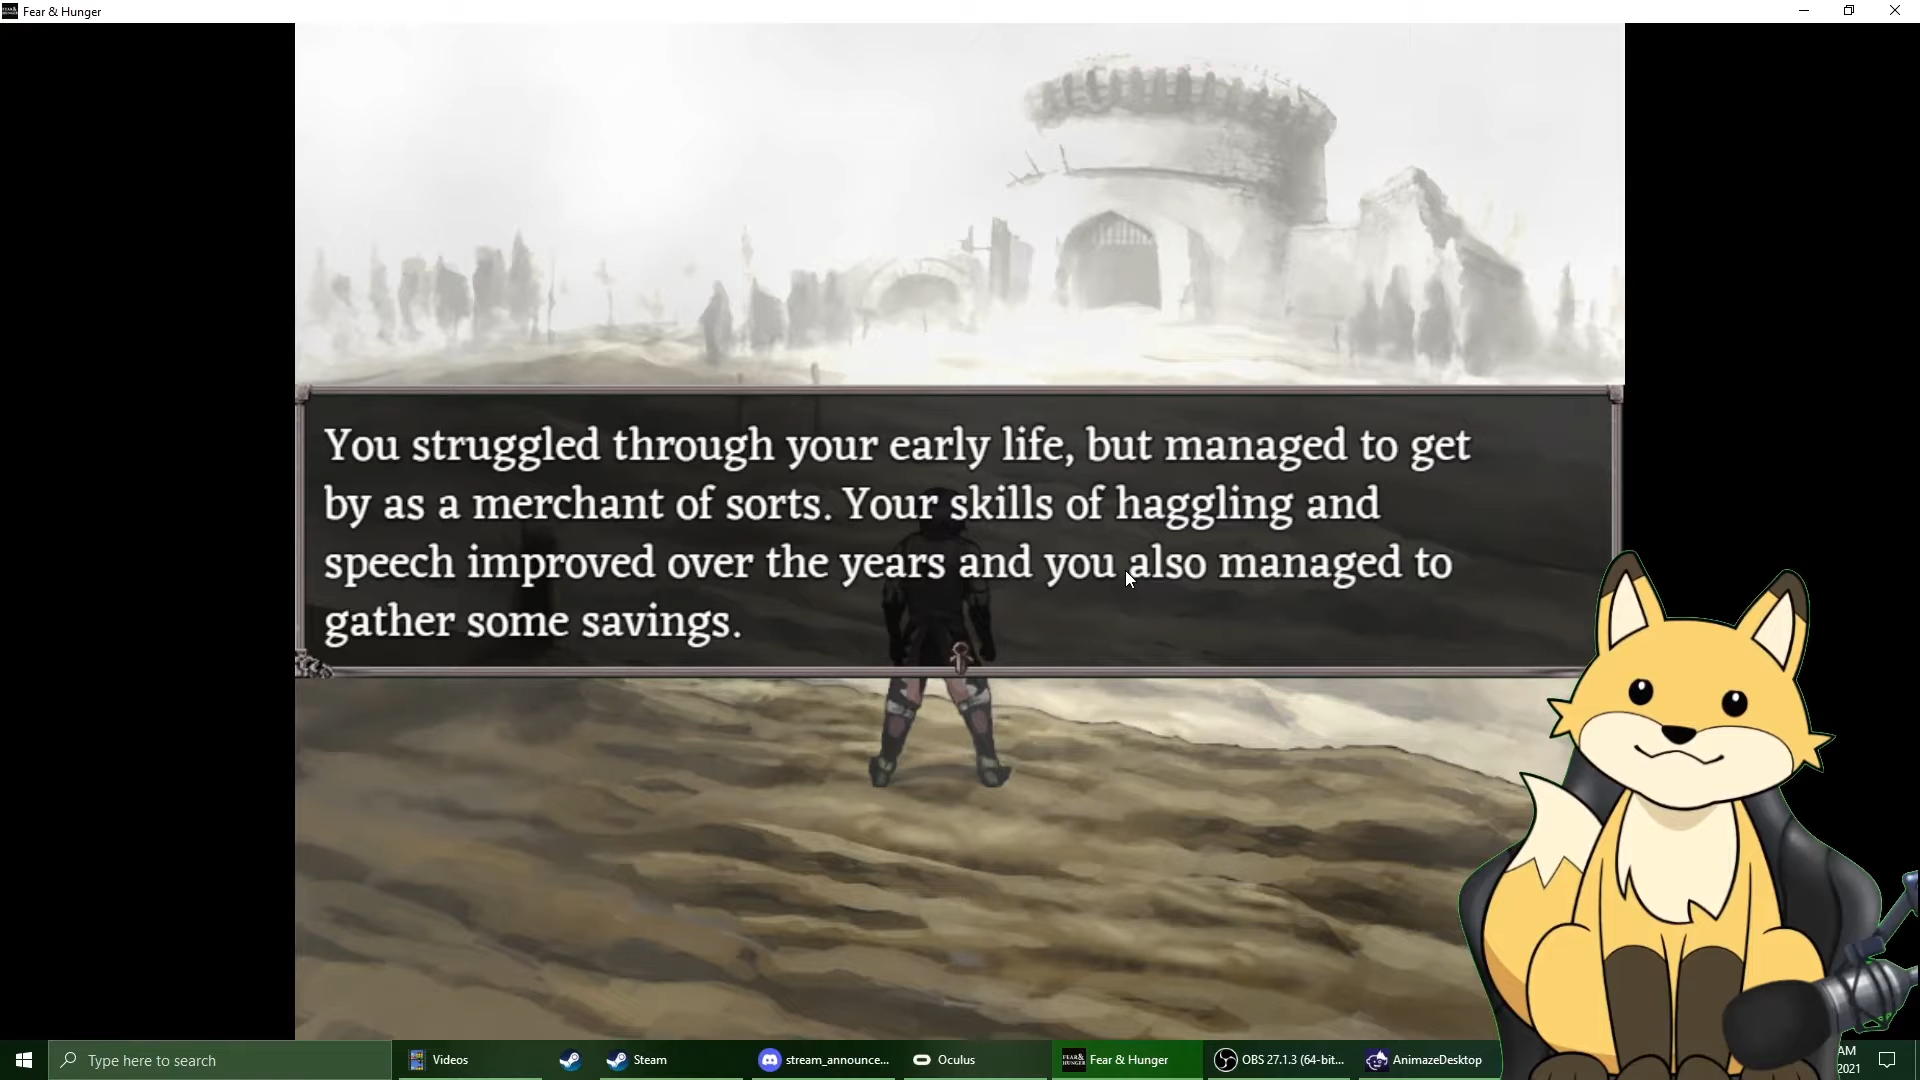 Fear & Hunger
You struggled through your early life, but managed to get
by as a merchant of sorts. Your skills of haggling and
speech improved over the years and you also managed to
gather some savings.
Type here to search
Videos
Steam
stream_announce...
Oculus
FEAR & HUNGER
Fear & Hunger
OBS 27.1.3 (64-bit...
AnimazeDesktop
AM
2021